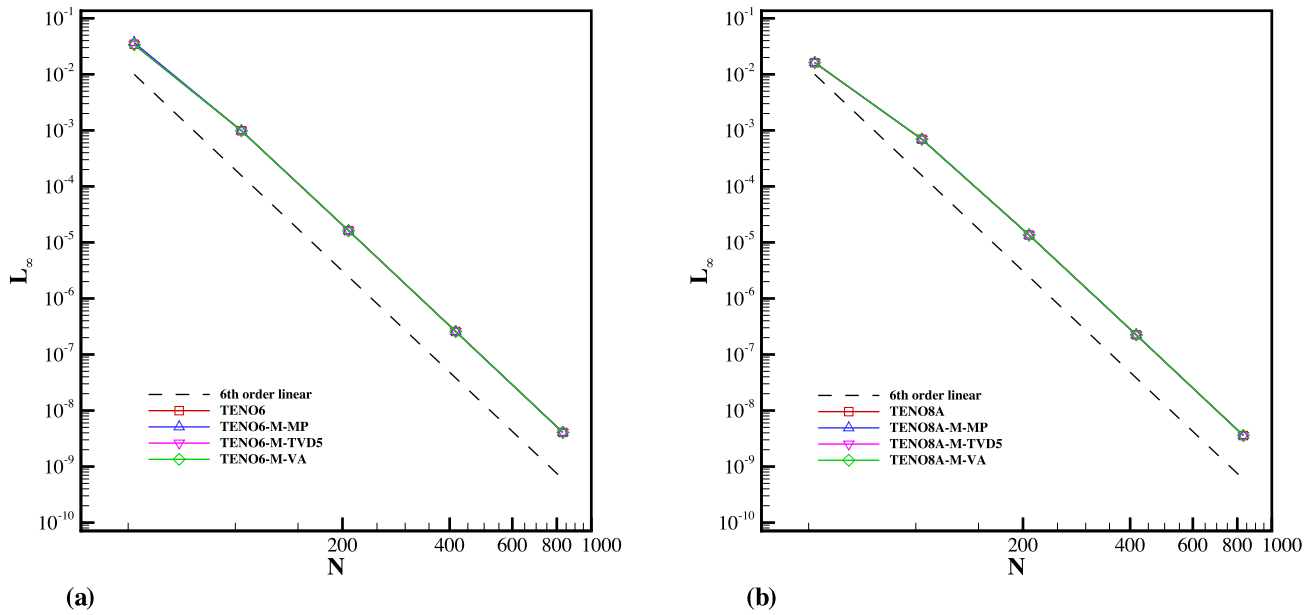 10^-1
10^-2
10^-3
10^-4
10^-5
10^-6
10^-7
10^-8
10^-9
10^-10
L∞
6th order linear
TENO6
TENO6-M-MP
TENO6-M-TVD5
TENO6-M-VA
200 400 600 800 1000
N
(a)
10^-1
10^-2
10^-3
10^-4
10^-5
10^-6
10^-7
10^-8
10^-9
10^-10
L∞
6th order linear
TENO8A
TENO8A-M-MP
TENO8A-M-TVD5
TENO8A-M-VA
200 400 600 800 1000
N
(b)